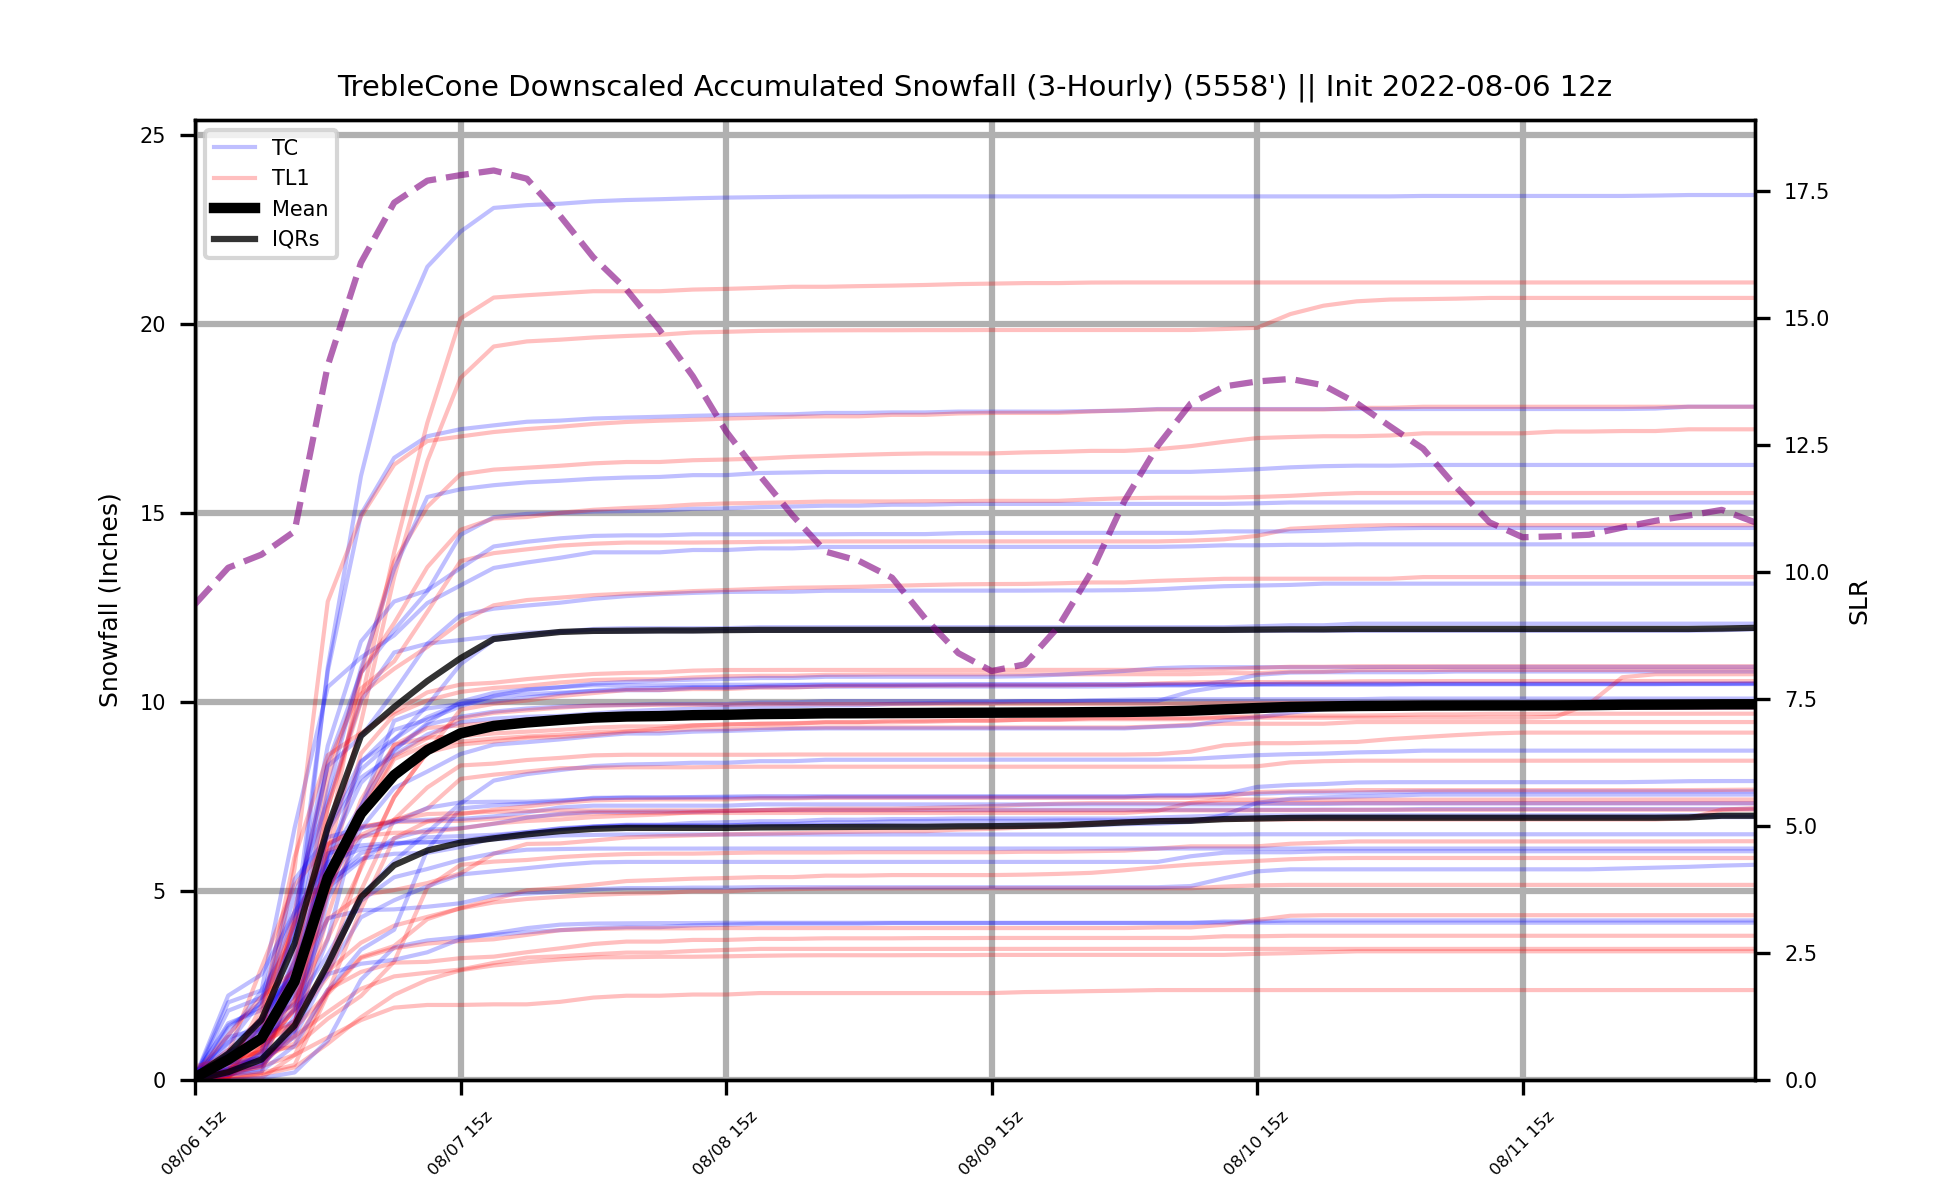 TrebleCone Downscaled Accumulated Snowfall (3-Hourly) (5558') || Init 2022-08-06 12z
TC
TL1
Mean
IQRs
Snowfall (Inches)
25
20
15
10
5
0
17.5
15.0
12.5
10.0
7.5
5.0
2.5
0.0
SLR
08/06 15z
08/07 15z
08/08 15z
08/09 15z
08/10 15z
08/11 15z